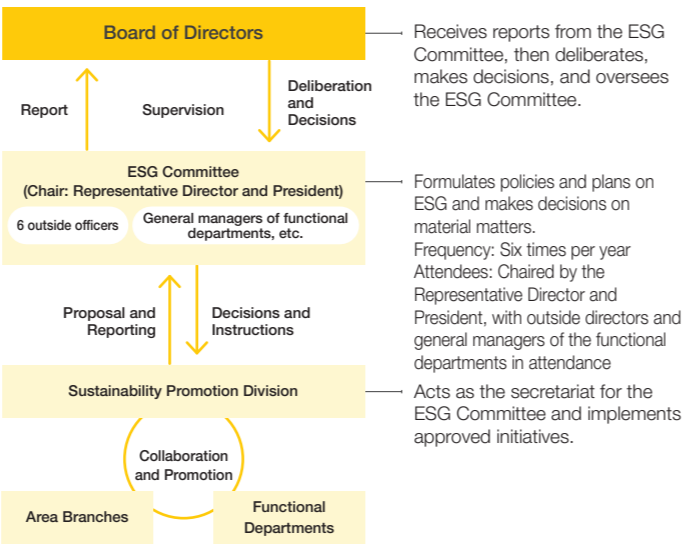 Board of Directors
Receives reports from the ESG
Committee, then deliberates,
makes decisions, and oversees
the ESG Committee.
Report
Supervision
Deliberation
and
Decisions
ESG Committee
(Chair: Representative Director and President)
6 outside officers
General managers of functional
departments, etc.
Formulates policies and plans on
ESG and makes decisions on
material matters.
Frequency: Six times per year
Attendees: Chaired by the
Representative Director and
President, with outside directors and
general managers of the functional
departments in attendance
Proposal and
Reporting
Decisions and
Instructions
Sustainability Promotion Division
Acts as the secretariat for the
ESG Committee and implements
approved initiatives.
Collaboration
and Promotion
Area Branches
Functional
Departments